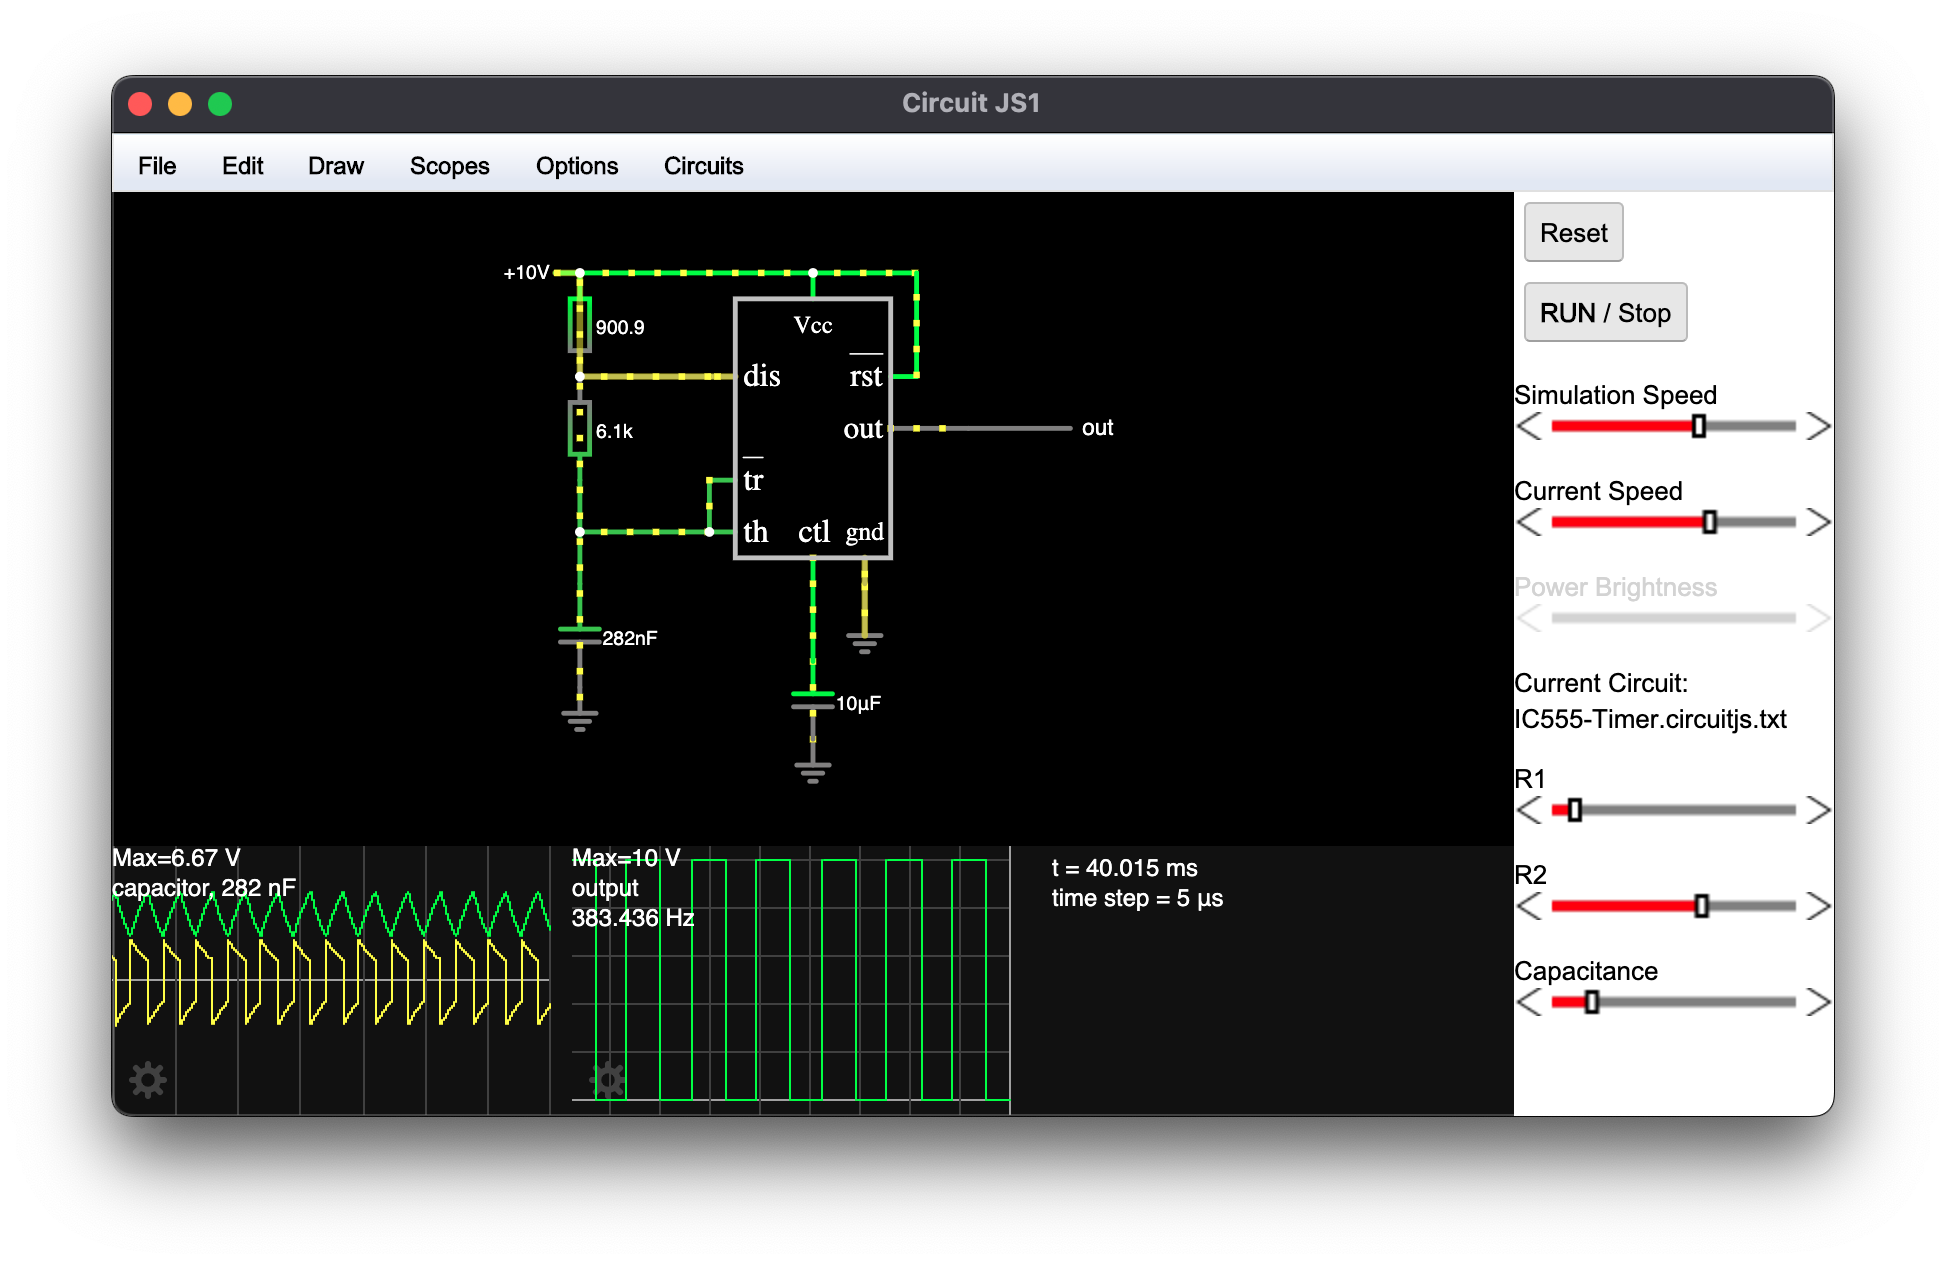 Circuit JS1
File Edit Draw Scopes Options Circuits
Reset
RUN / Stop
Simulation Speed
Current Speed
Power Brightness
Current Circuit:
IC555-Timer.circuitjs.txt
R1
R2
Capacitance
+10V
900.9
6.1k
282nF
10µF
Vcc
dis
rst
out
tr
th
ctl
gnd
out
Max=6.67 V
capacitor, 282 nF
Max=10 V
output
383.436 Hz
t = 40.015 ms
time step = 5 µs